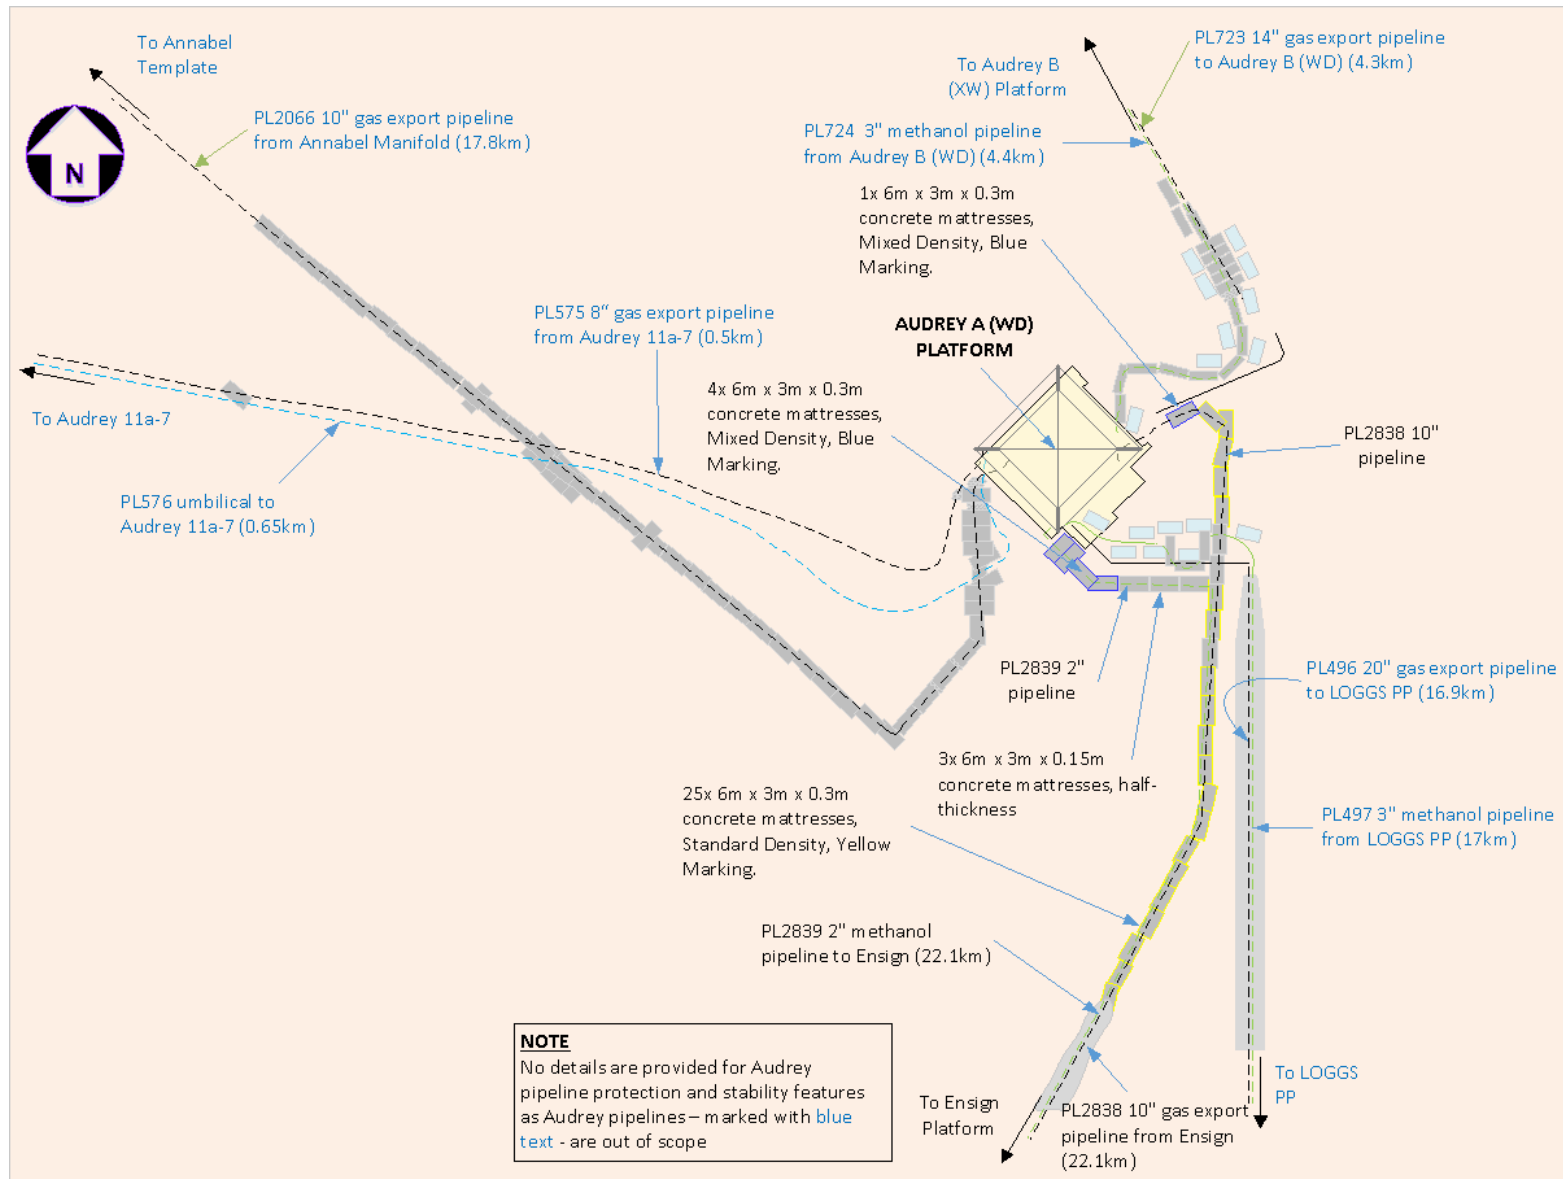 To Annabel
Template
PL2066 10" gas export pipeline
from Annabel Manifold (17.8km)
N
PL723 14" gas export pipeline
to Audrey B (WD) (4.3km)
To Audrey B
(XW) Platform
PL724 3" methanol pipeline
from Audrey B (WD) (4.4km)
1x 6m x 3m x 0.3m
concrete mattresses,
Mixed Density, Blue
Marking.
PL575 8“ gas export pipeline
from Audrey 11a-7 (0.5km)
AUDREY A (WD)
PLATFORM
4x 6m x 3m x 0.3m
concrete mattresses,
Mixed Density, Blue
Marking.
To Audrey 11a-7
PL2838 10"
pipeline
PL576 umbilical to
Audrey 11a-7 (0.65km)
PL2839 2"
pipeline
PL496 20" gas export pipeline
to LOGGS PP (16.9km)
3x 6m x 3m x 0.15m
concrete mattresses, half-
thickness
25x 6m x 3m x 0.3m
concrete mattresses,
Standard Density, Yellow
Marking.
PL497 3" methanol pipeline
from LOGGS PP (17km)
PL2839 2" methanol
pipeline to Ensign (22.1km)
NOTE
No details are provided for Audrey
pipeline protection and stability features
as Audrey pipelines – marked with blue
text - are out of scope
To Ensign
Platform
PL2838 10" gas export
pipeline from Ensign
(22.1km)
To LOGGS
PP